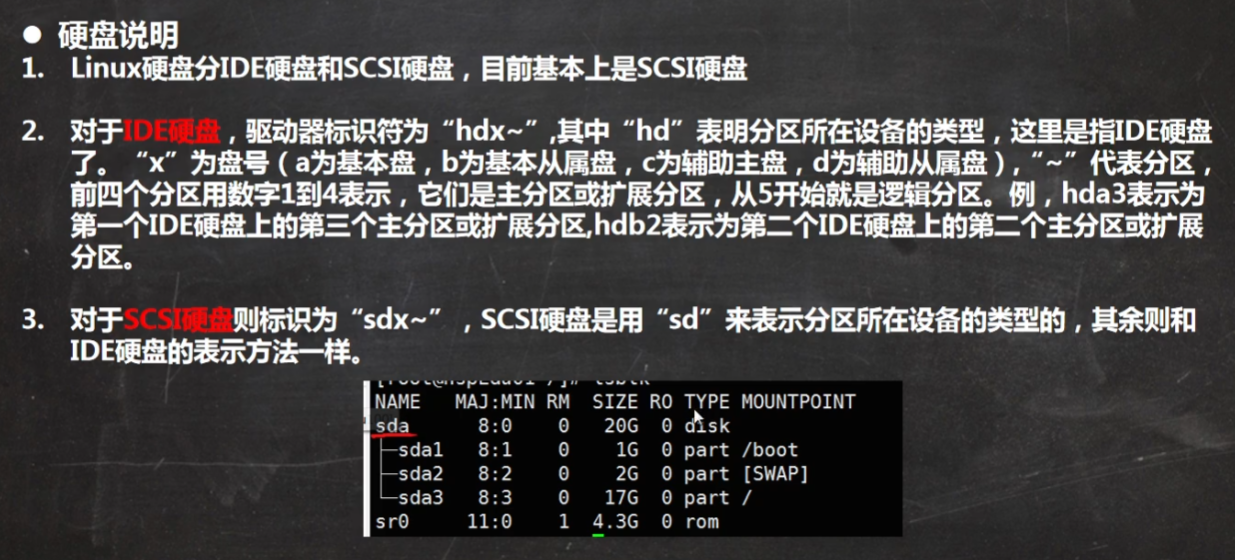 ● 硬盘说明
1. Linux硬盘分IDE硬盘和SCSI硬盘，目前基本上是SCSI硬盘
2. 对于IDE硬盘，驱动器标识符为“hdx~”,其中“hd”表明分区所在设备的类型，这里是指IDE硬盘
了。“x”为盘号（a为基本盘，b为基本从属盘，c为辅助主盘，d为辅助从属盘）,“~”代表分区，
前四个分区用数字1到4表示，它们是主分区或扩展分区，从5开始就是逻辑分区。例，hda3表示为
第一个IDE硬盘上的第三个主分区或扩展分区,hdb2表示为第二个IDE硬盘上的第二个主分区或扩展
分区。
3. 对于SCSI硬盘则标识为“sdx~”，SCSI硬盘是用“sd”来表示分区所在设备的类型的，其余则和
IDE硬盘的表示方法一样。
NAME MAJ:MIN RM SIZE RO TYPE MOUNTPOINT
sda 8:0 0 20G 0 disk
├─sda1 8:1 0 1G 0 part /boot
├─sda2 8:2 0 2G 0 part [SWAP]
└─sda3 8:3 0 17G 0 part /
sr0 11:0 1 4.3G 0 rom